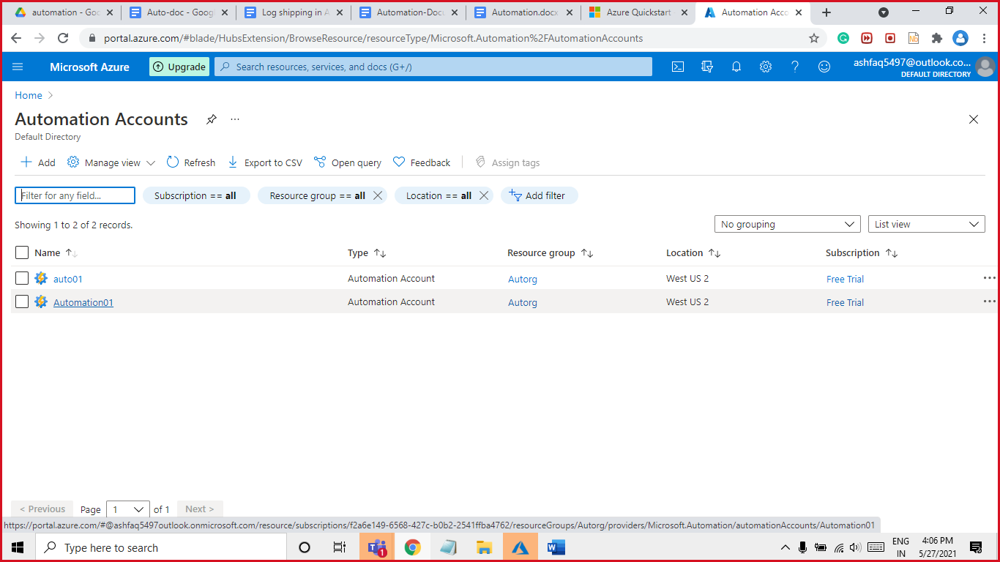 automation - Goo
Auto-doc - Goog
Log shipping in A
Automation-Docu
Automation.docx
Azure Quickstart
Automation Acco
portal.azure.com/#blade/HubsExtension/BrowseResource/resourceType/Microsoft.Automation%2FAutomationAccounts
Microsoft Azure
Upgrade
Search resources, services, and docs (G+/)
ashfaq5497@outlook.co...
DEFAULT DIRECTORY
Home >
Automation Accounts
...
Default Directory
Add
Manage view
Refresh
Export to CSV
Open query
Feedback
Assign tags
Filter for any field...
Subscription == all
Resource group == all
Location == all
Add filter
Showing 1 to 2 of 2 records.
No grouping
List view
Name
Type
Resource group
Location
Subscription
auto01
Automation Account
Autorg
West US 2
Free Trial
Automation01
Automation Account
Autorg
West US 2
Free Trial
< Previous
Page
1
of 1
Next >
https://portal.azure.com/#@ashfaq5497outlook.onmicrosoft.com/resource/subscriptions/f2a6e149-6568-427c-b0b2-2541ffba4762/resourceGroups/Autorg/providers/Microsoft.Automation/automationAccounts/Automation01
Type here to search
1
ENG
IN
4:06 PM
5/27/2021